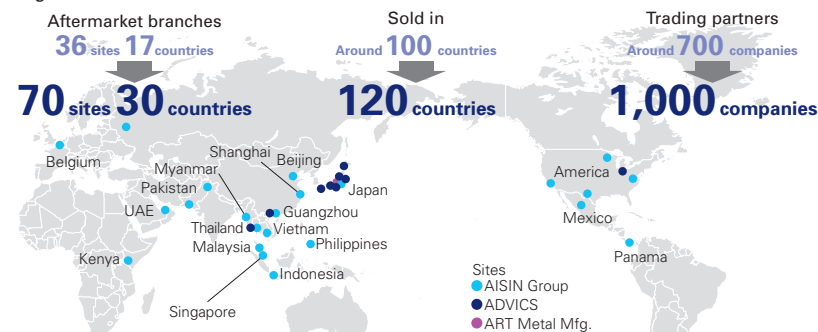 Aftermarket branches
36 sites 17 countries
70 sites 30 countries
Sold in
Around 100 countries
120 countries
Trading partners
Around 700 companies
1,000 companies
Belgium
Shanghai
Beijing
Myanmar
Pakistan
Japan
UAE
Guangzhou
Thailand
Vietnam
Malaysia
Philippines
Kenya
Indonesia
Singapore
America
Mexico
Panama
Sites
AISIN Group
ADVICS
ART Metal Mfg.